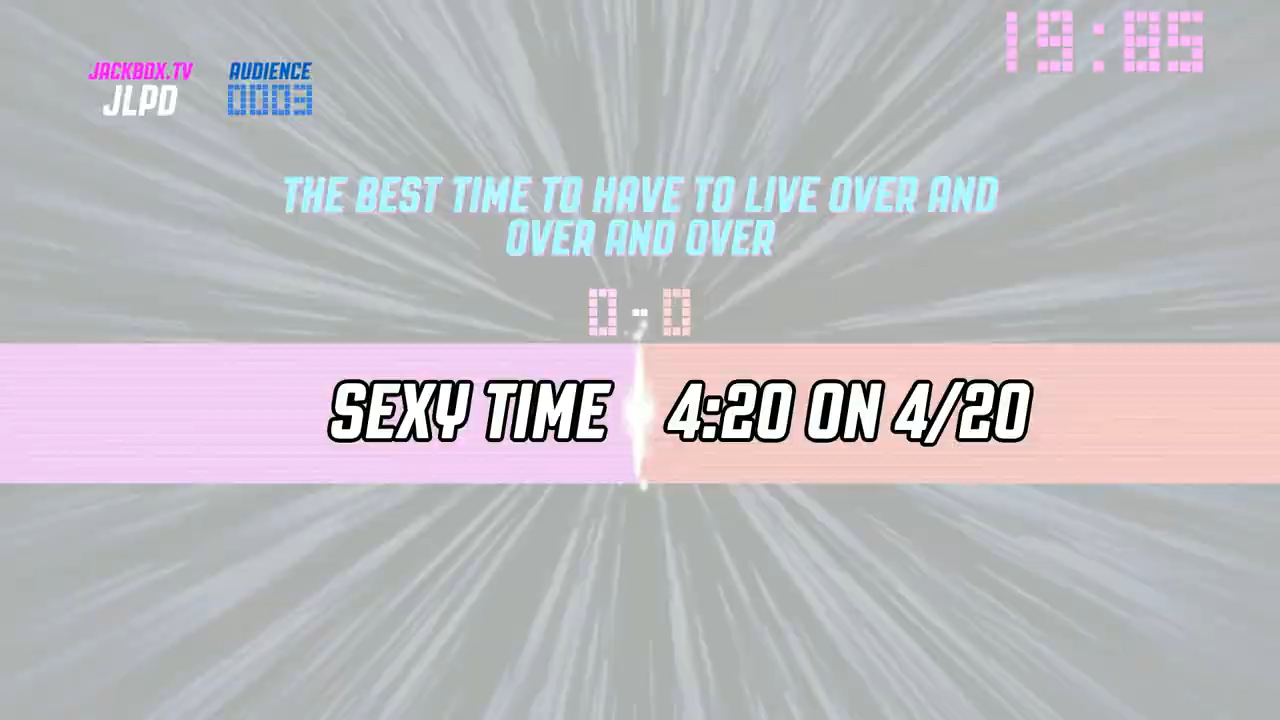 19:85
JACKBOX.TV
AUDIENCE
JLPD
0003
THE BEST TIME TO HAVE TO LIVE OVER AND
OVER AND OVER
0-0
SEXY TIME
4:20 ON 4/20